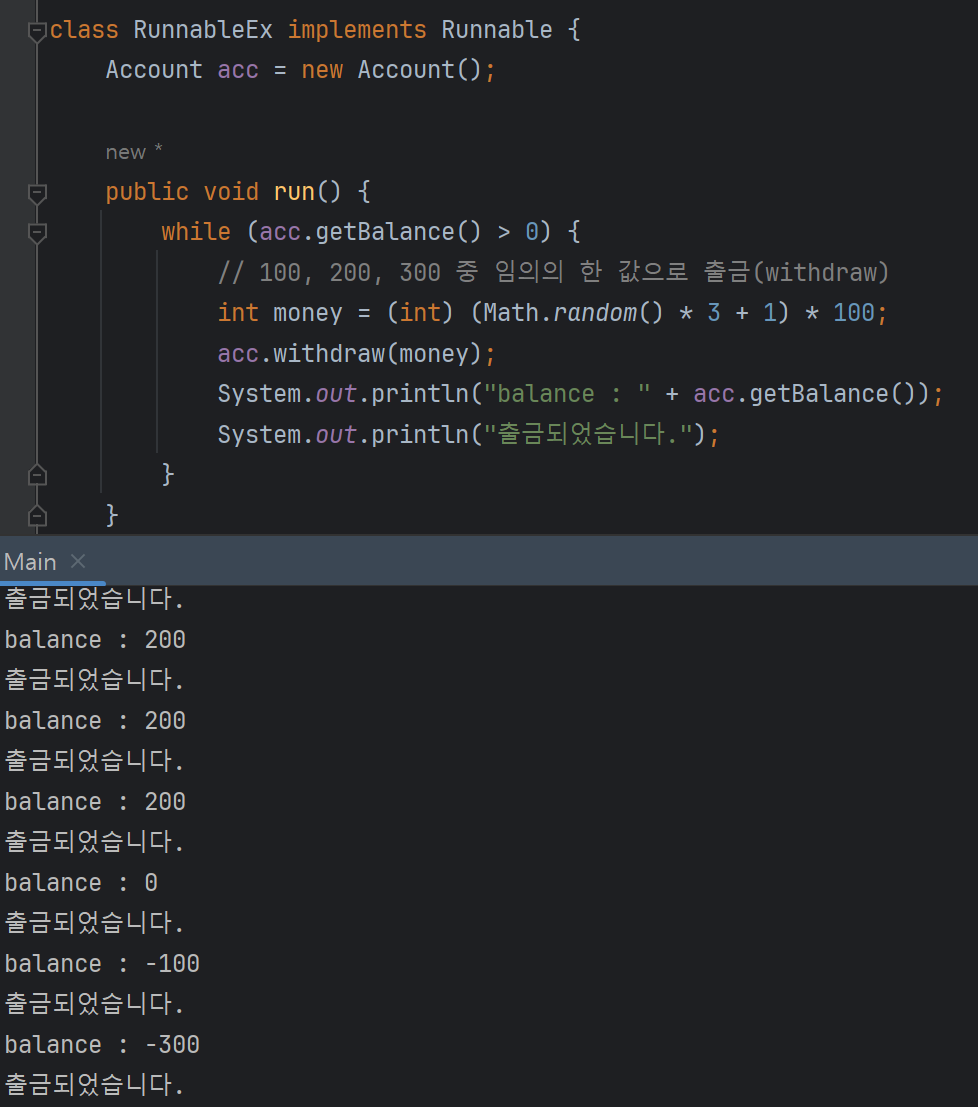 class RunnableEx implements Runnable {
    Account acc = new Account();
    new *
    public void run() {
        while (acc.getBalance() > 0) {
            // 100, 200, 300 중 임의의 한 값으로 출금(withdraw)
            int money = (int) (Math.random() * 3 + 1) * 100;
            acc.withdraw(money);
            System.out.println("balance : " + acc.getBalance());
            System.out.println("출금되었습니다.");
        }
    }
Main ×
출금되었습니다.
balance : 200
출금되었습니다.
balance : 200
출금되었습니다.
balance : 200
출금되었습니다.
balance : 0
출금되었습니다.
balance : -100
출금되었습니다.
balance : -300
출금되었습니다.